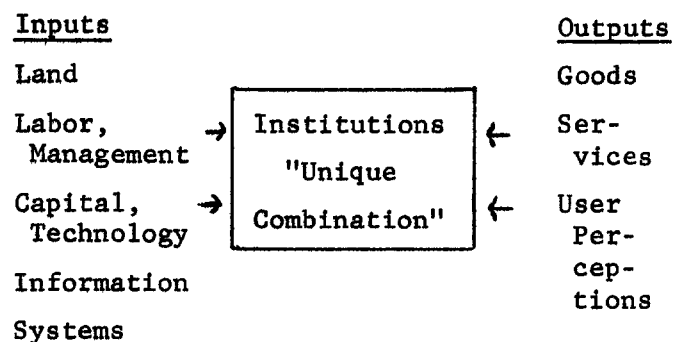 Inputs
Land
Labor,
Management
Capital,
Technology
Information
Systems
Institutions
"Unique
Combination"
Outputs
Goods
Ser-
vices
User
Per-
cep-
tions